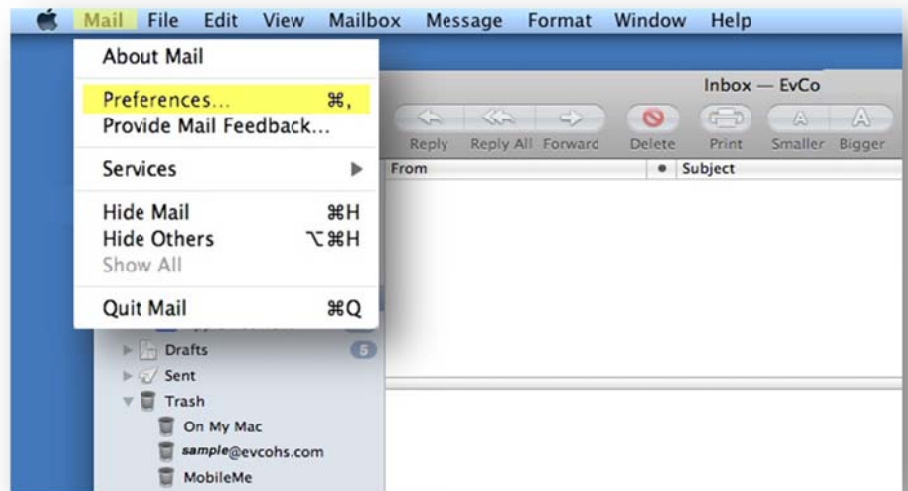 Mail File Edit View Mailbox Message Format Window Help
About Mail
Preferences... ⌘,
Provide Mail Feedback...
Services ▶
Hide Mail ⌘H
Hide Others ⌥⌘H
Show All
Quit Mail ⌘Q
Inbox — EvCo
Reply Reply All Forward Delete Print Smaller Bigger
From • Subject
Drafts 5
Sent
Trash
On My Mac
sample@evcohs.com
MobileMe